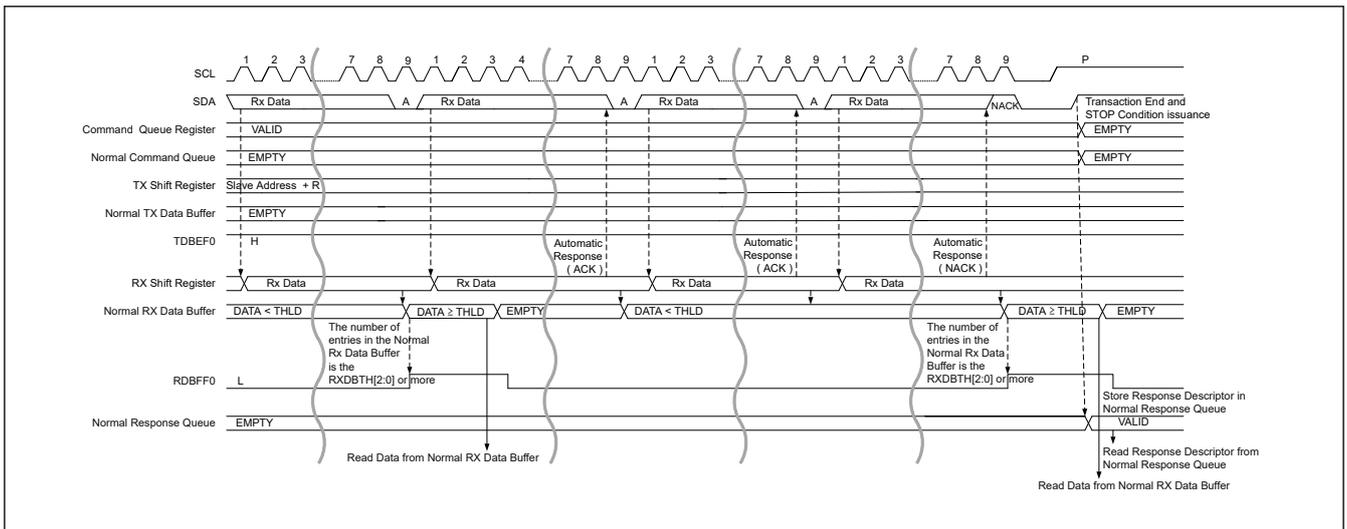 1 2 3 7 8 9 1 2 3 4 7 8 9 1 2 3 7 8 9 1 2 3 7 8 9 P
SCL
SDA Rx Data A Rx Data A Rx Data A Rx Data NACK Transaction End and
STOP Condition issuance
Command Queue Register VALID EMPTY
Normal Command Queue EMPTY EMPTY
TX Shift Register Slave Address + R
Normal TX Data Buffer EMPTY
TDBEF0 H
Automatic
Response
( ACK )
Automatic
Response
( ACK )
Automatic
Response
( NACK )
RX Shift Register Rx Data Rx Data Rx Data Rx Data
Normal RX Data Buffer DATA < THLD DATA ≥ THLD EMPTY DATA < THLD DATA ≥ THLD EMPTY
The number of
entries in the Normal
Rx Data Buffer
is the
RXDBTH[2:0] or more
The number of
entries in the
Normal Rx Data
Buffer is the
RXDBTH[2:0] or more
RDBFF0 L
Store Response Descriptor in
Normal Response Queue
Normal Response Queue EMPTY VALID
Read Data from Normal RX Data Buffer
Read Response Descriptor from
Normal Response Queue
Read Data from Normal RX Data Buffer